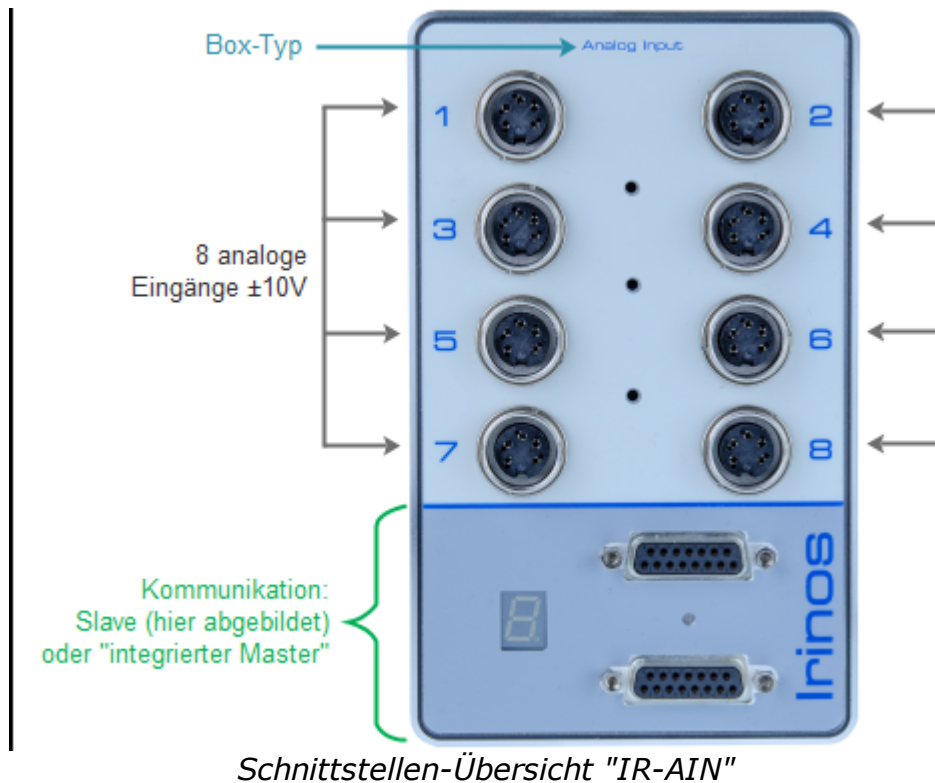 Box-Typ
Analog Input
1
2
3
4
8 analoge
Eingänge ±10V
5
6
7
8
Kommunikation:
Slave (hier abgebildet)
oder "integrierter Master"
8.
Irinos
Schnittstellen-Übersicht "IR-AIN"